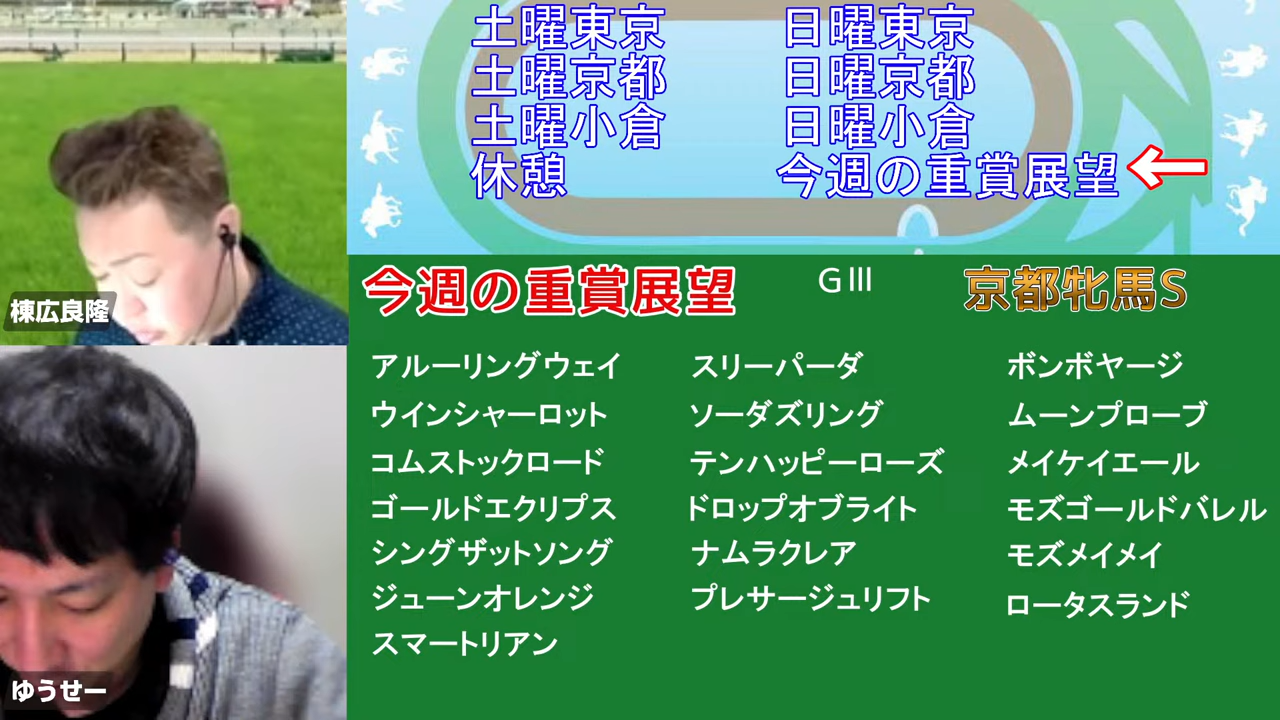 土曜東京
日曜東京
土曜京都
日曜京都
土曜小倉
日曜小倉
休憩
今週の重賞展望
棟広良隆
今週の重賞展望
GⅢ
京都牝馬S
アルーリングウェイ
スリーパーダ
ボンボヤージ
ウインシャーロット
ソーダズリング
ムーンプローブ
コムストックロード
テンハッピーローズ
メイケイエール
ゴールドエクリプス
ドロップオブライト
モズゴールドバレル
シングザットソング
ナムラクレア
モズメイメイ
ジューンオレンジ
プレサージュリフト
ロータスランド
スマートリアン
ゆうせー